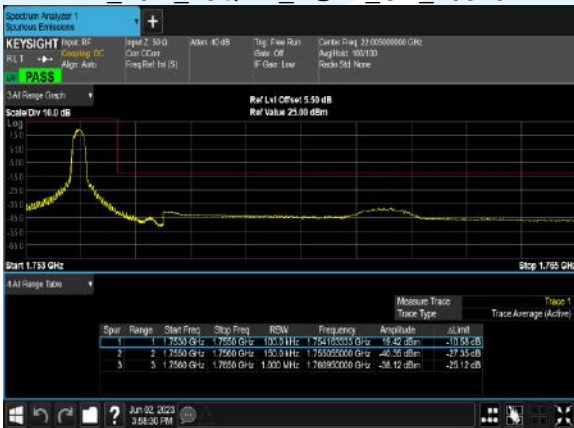 Spectrum Analyzer 1
Spurious Emissions
KEYSIGHT Input: RF
Coupling: DC
Align: Auto
Input Z: 50 Ω
Corr CCorr
Freq Ref: Int (S)
Atten: 40 dB
Trig: Free Run
Gate: Off
IF Gain: Low
Center Freq: 22.005000000 GHz
Avg|Hold: 100/100
Radio Std: None
RLT
PASS
3.All Range Graph
Scale/Div 10.0 dB
Ref Lvl Offset 5.50 dB
Ref Value 25.00 dBm
Log
15.0
5.00
-5.00
-15.0
-25.0
-35.0
-45.0
-55.0
-65.0
Start 1.753 GHz
Stop 1.765 GHz
4.All Range Table
Measure Trace Trace 1
Trace Type Trace Average (Active)
Spur Range Start Freq Stop Freq RBW Frequency Amplitude ΔLimit
1 1 1.7530 GHz 1.7550 GHz 100.0 kHz 1.754163333 GHz 19.42 dBm -10.58 dB
2 2 1.7550 GHz 1.7560 GHz 150.0 kHz 1.755055000 GHz -40.35 dBm -27.35 dB
3 3 1.7560 GHz 1.7650 GHz 1.000 MHz 1.760950000 GHz -38.12 dBm -25.12 dB
Jun 02, 2023
3:58:30 PM